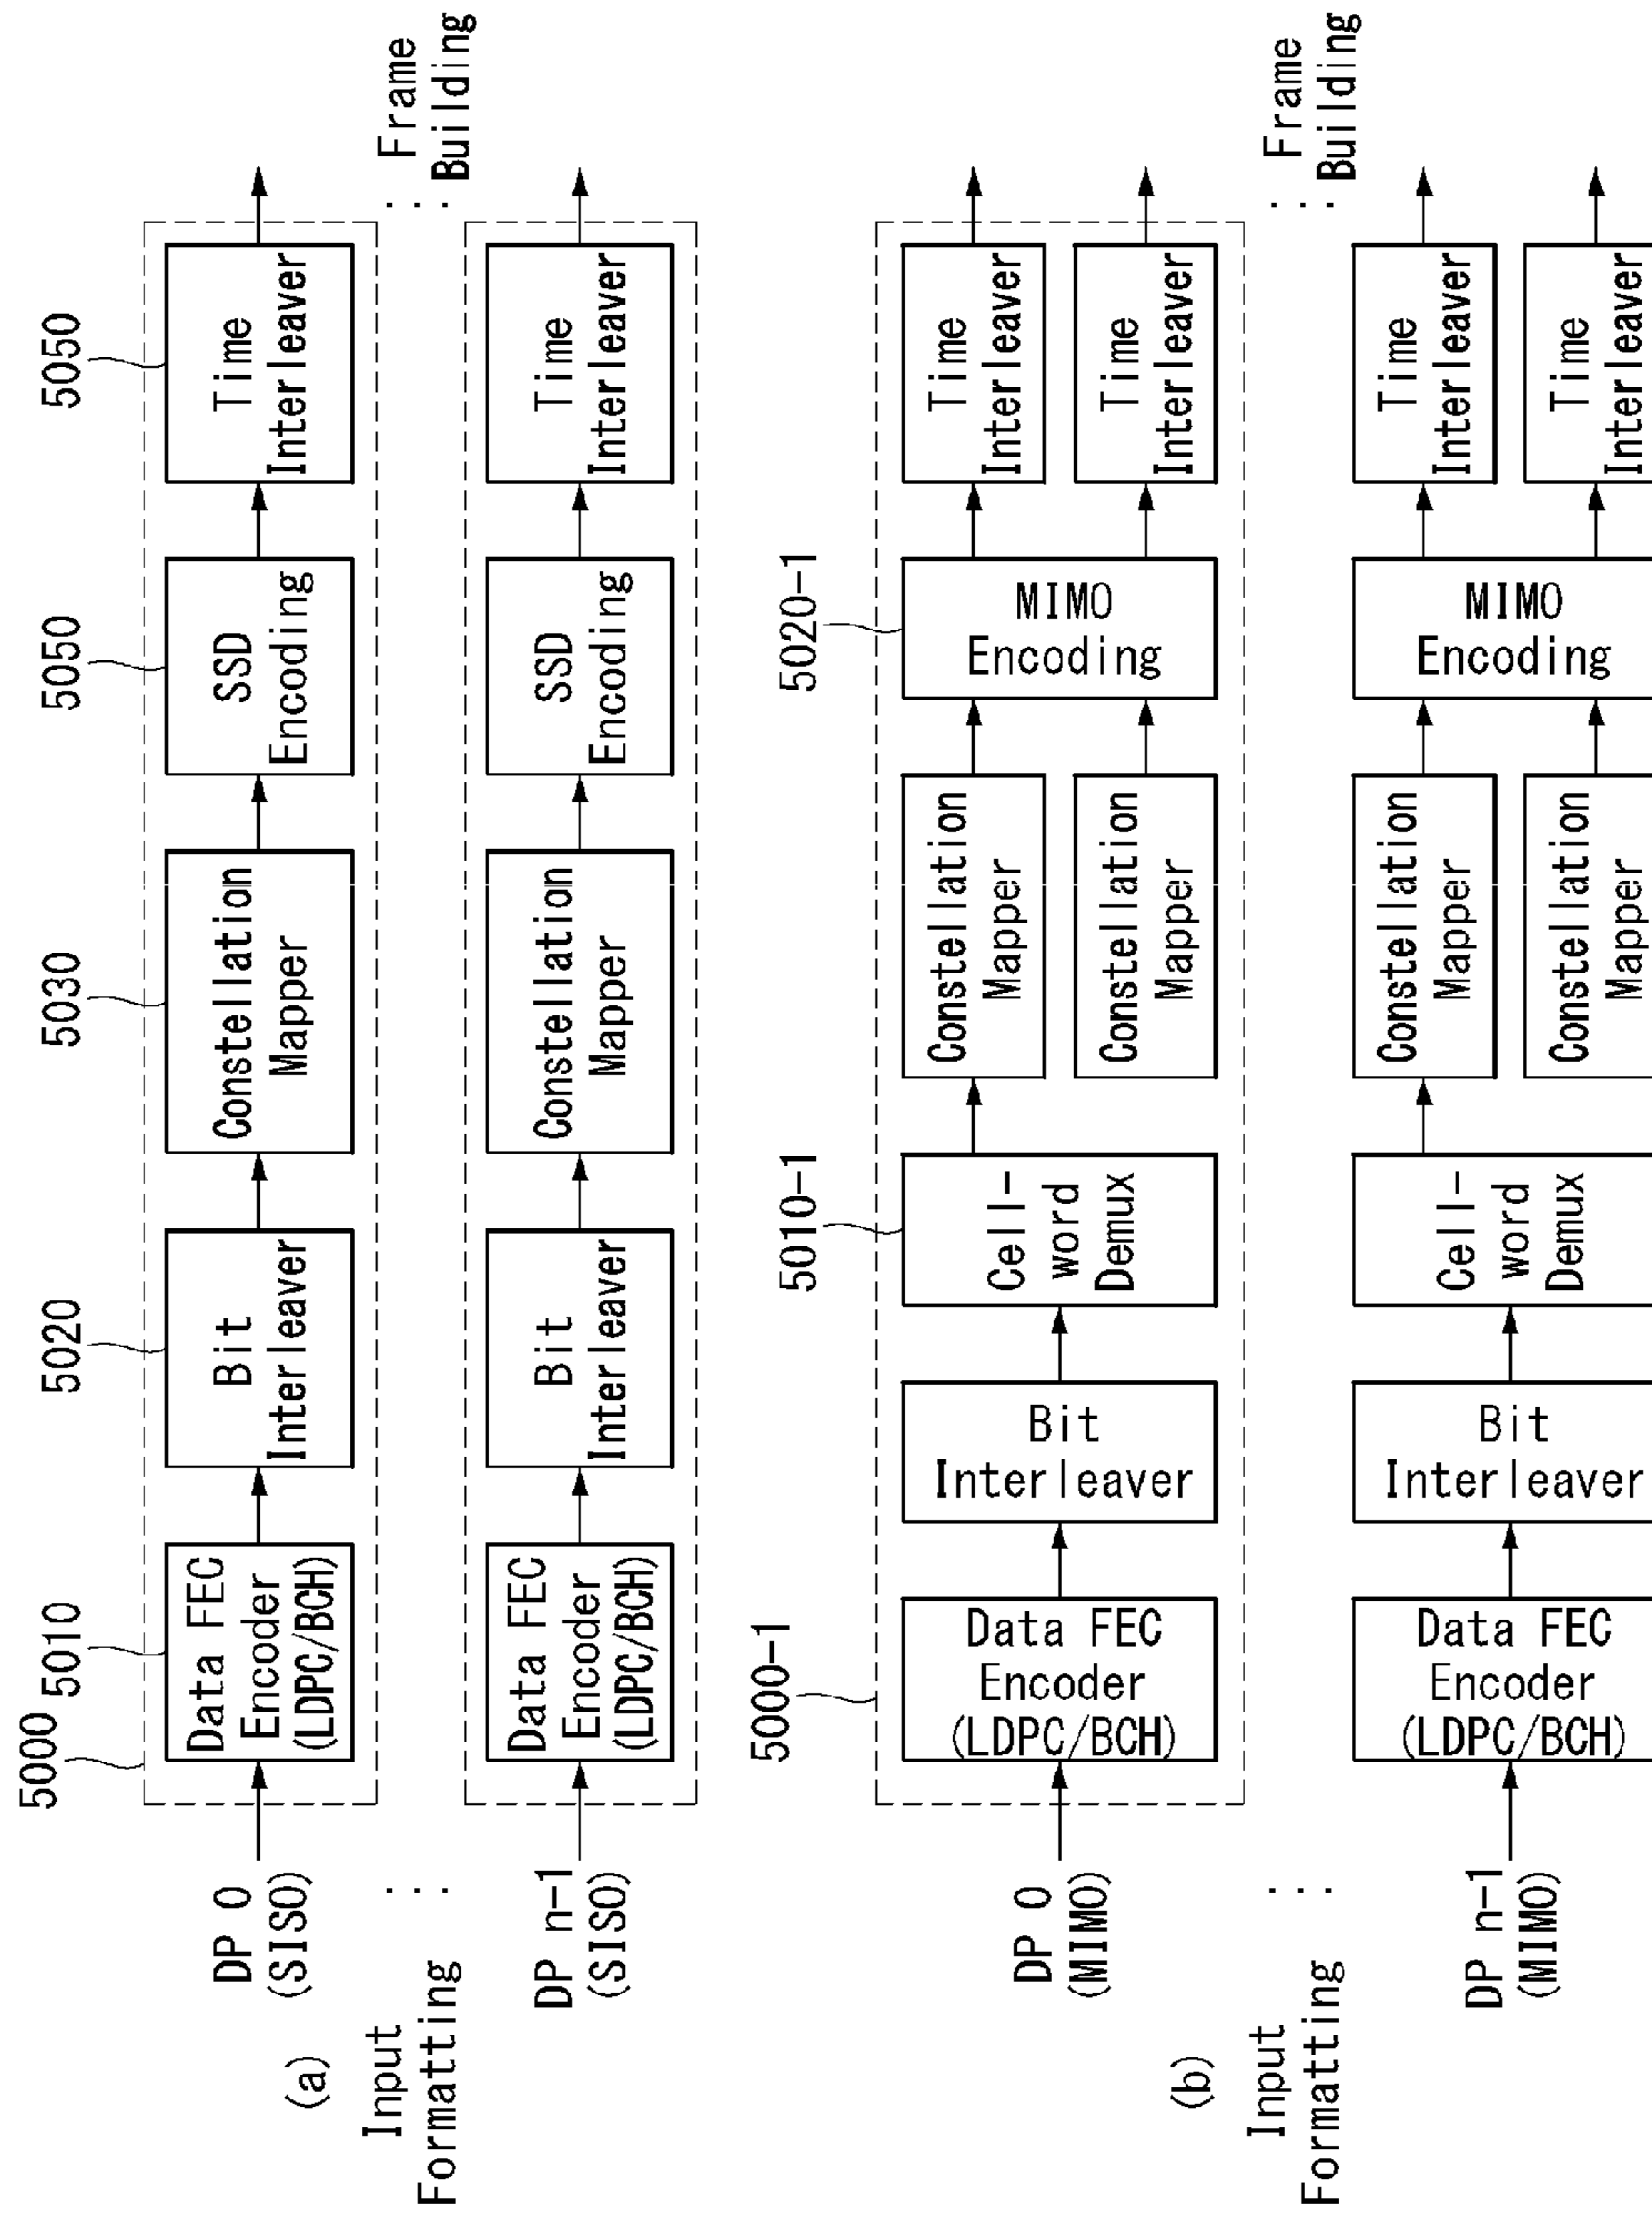 5000
5010
5020
5030
5050
5050
DP 0
(SISO)
Data FEC
Encoder
(LDPC/BCH)
Bit
Interleaver
Constellation
Mapper
SSD
Encoding
Time
Interleaver
(a)
Input
Formatting
⋮
⋮
Frame
Building
DP n-1
(SISO)
Data FEC
Encoder
(LDPC/BCH)
Bit
Interleaver
Constellation
Mapper
SSD
Encoding
Time
Interleaver
5000-1
5010-1
5020-1
DP 0
(MIMO)
Data FEC
Encoder
(LDPC/BCH)
Bit
Interleaver
Cell-
word
Demux
Constellation
Mapper
Constellation
Mapper
MIMO
Encoding
Time
Interleaver
Time
Interleaver
(b)
Input
Formatting
⋮
⋮
Frame
Building
DP n-1
(MIMO)
Data FEC
Encoder
(LDPC/BCH)
Bit
Interleaver
Cell-
word
Demux
Constellation
Mapper
Constellation
Mapper
MIMO
Encoding
Time
Interleaver
Time
Interleaver